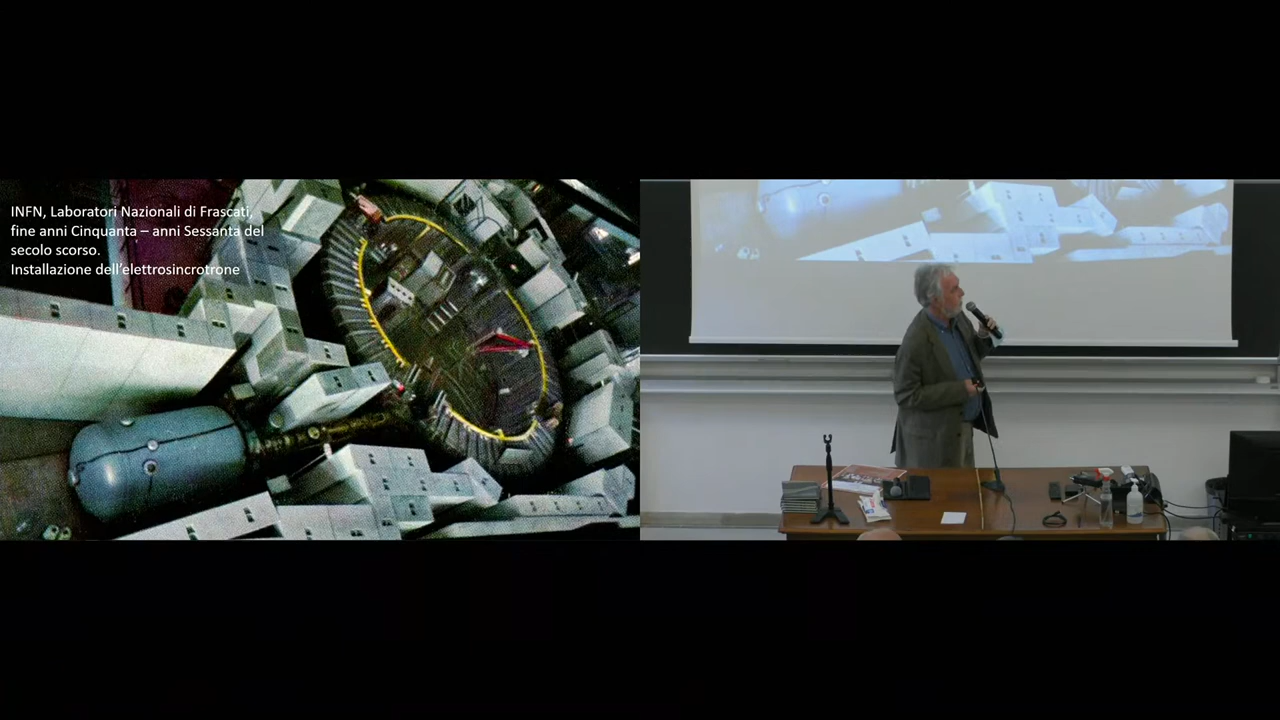 INFN, Laboratori Nazionali di Frascati,
fine anni Cinquanta – anni Sessanta del
secolo scorso.
Installazione dell'elettrosincrotrone